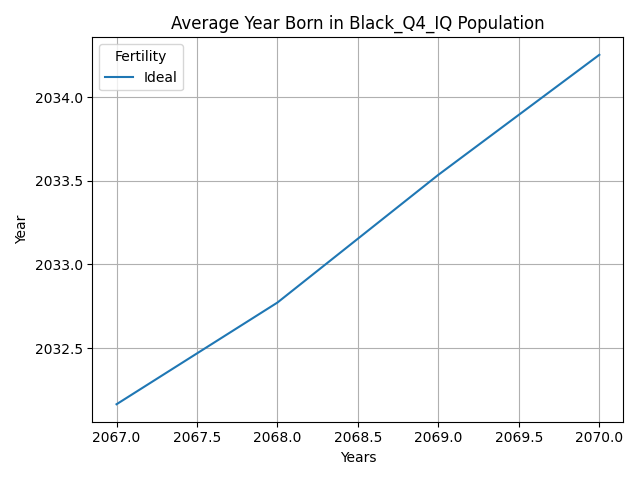 Average Year Born in Black_Q4_IQ Population
Fertility
Ideal
2034.0
2033.5
2033.0
2032.5
Year
2067.0 2067.5 2068.0 2068.5 2069.0 2069.5 2070.0
Years